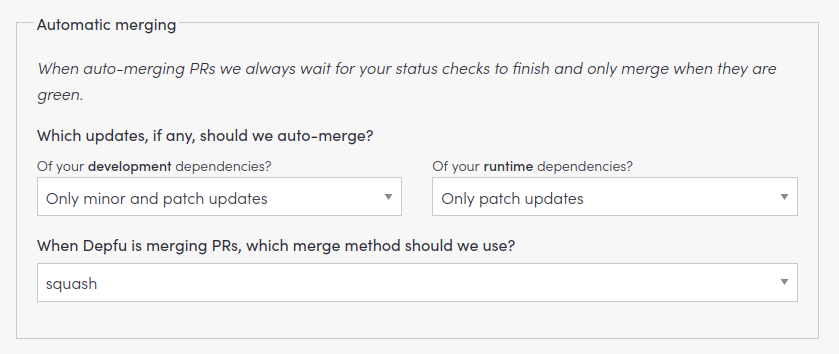 Automatic merging
When auto-merging PRs we always wait for your status checks to finish and only merge when they are
green.
Which updates, if any, should we auto-merge?
Of your development dependencies?
Of your runtime dependencies?
Only minor and patch updates
Only patch updates
When Depfu is merging PRs, which merge method should we use?
squash